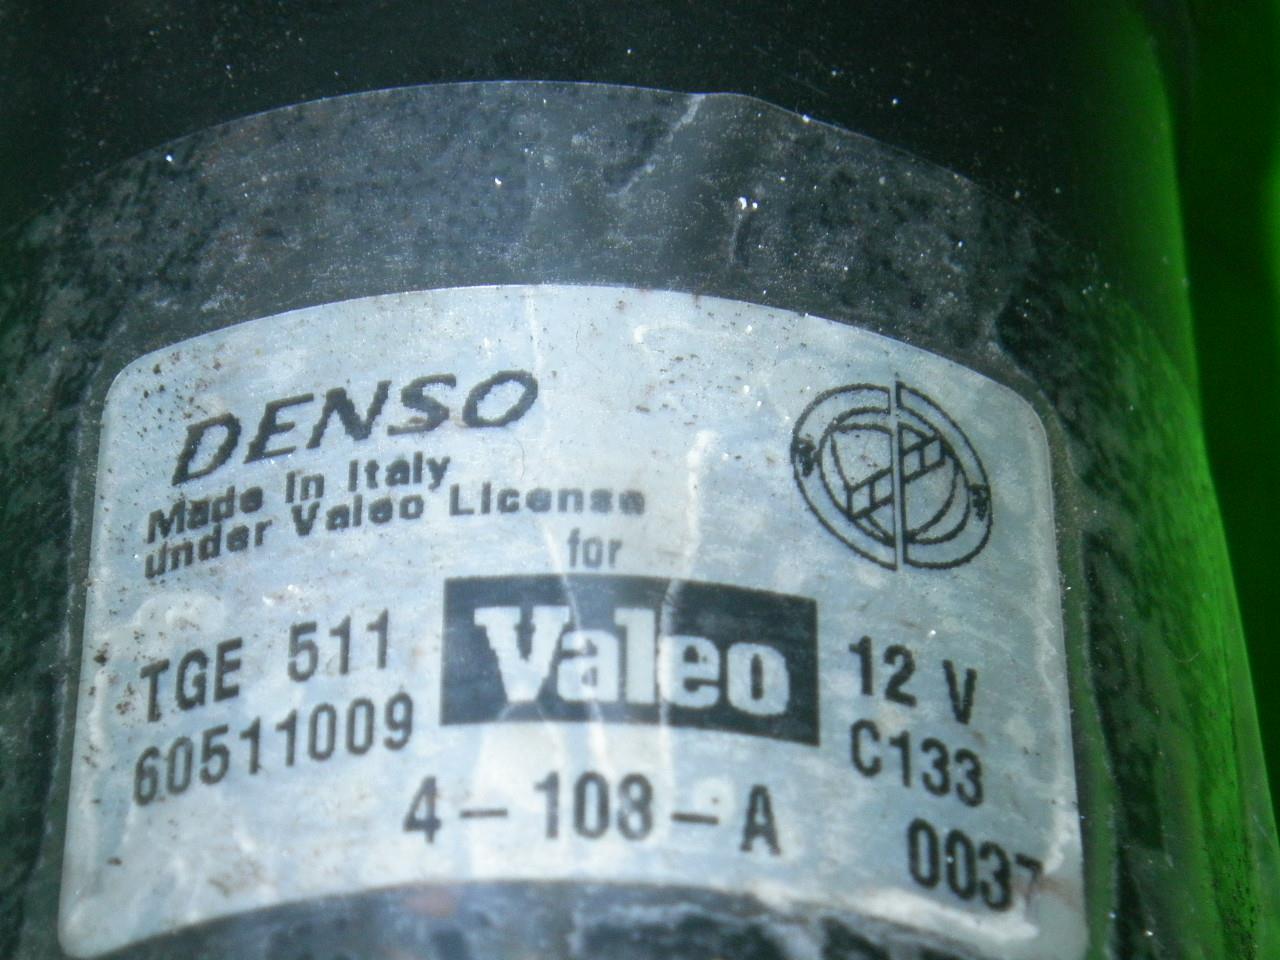 DENSO
Made in Italy
under Valeo License
for
TGE 511 Valeo 12 V
60511009 C133
4-108-A
0037